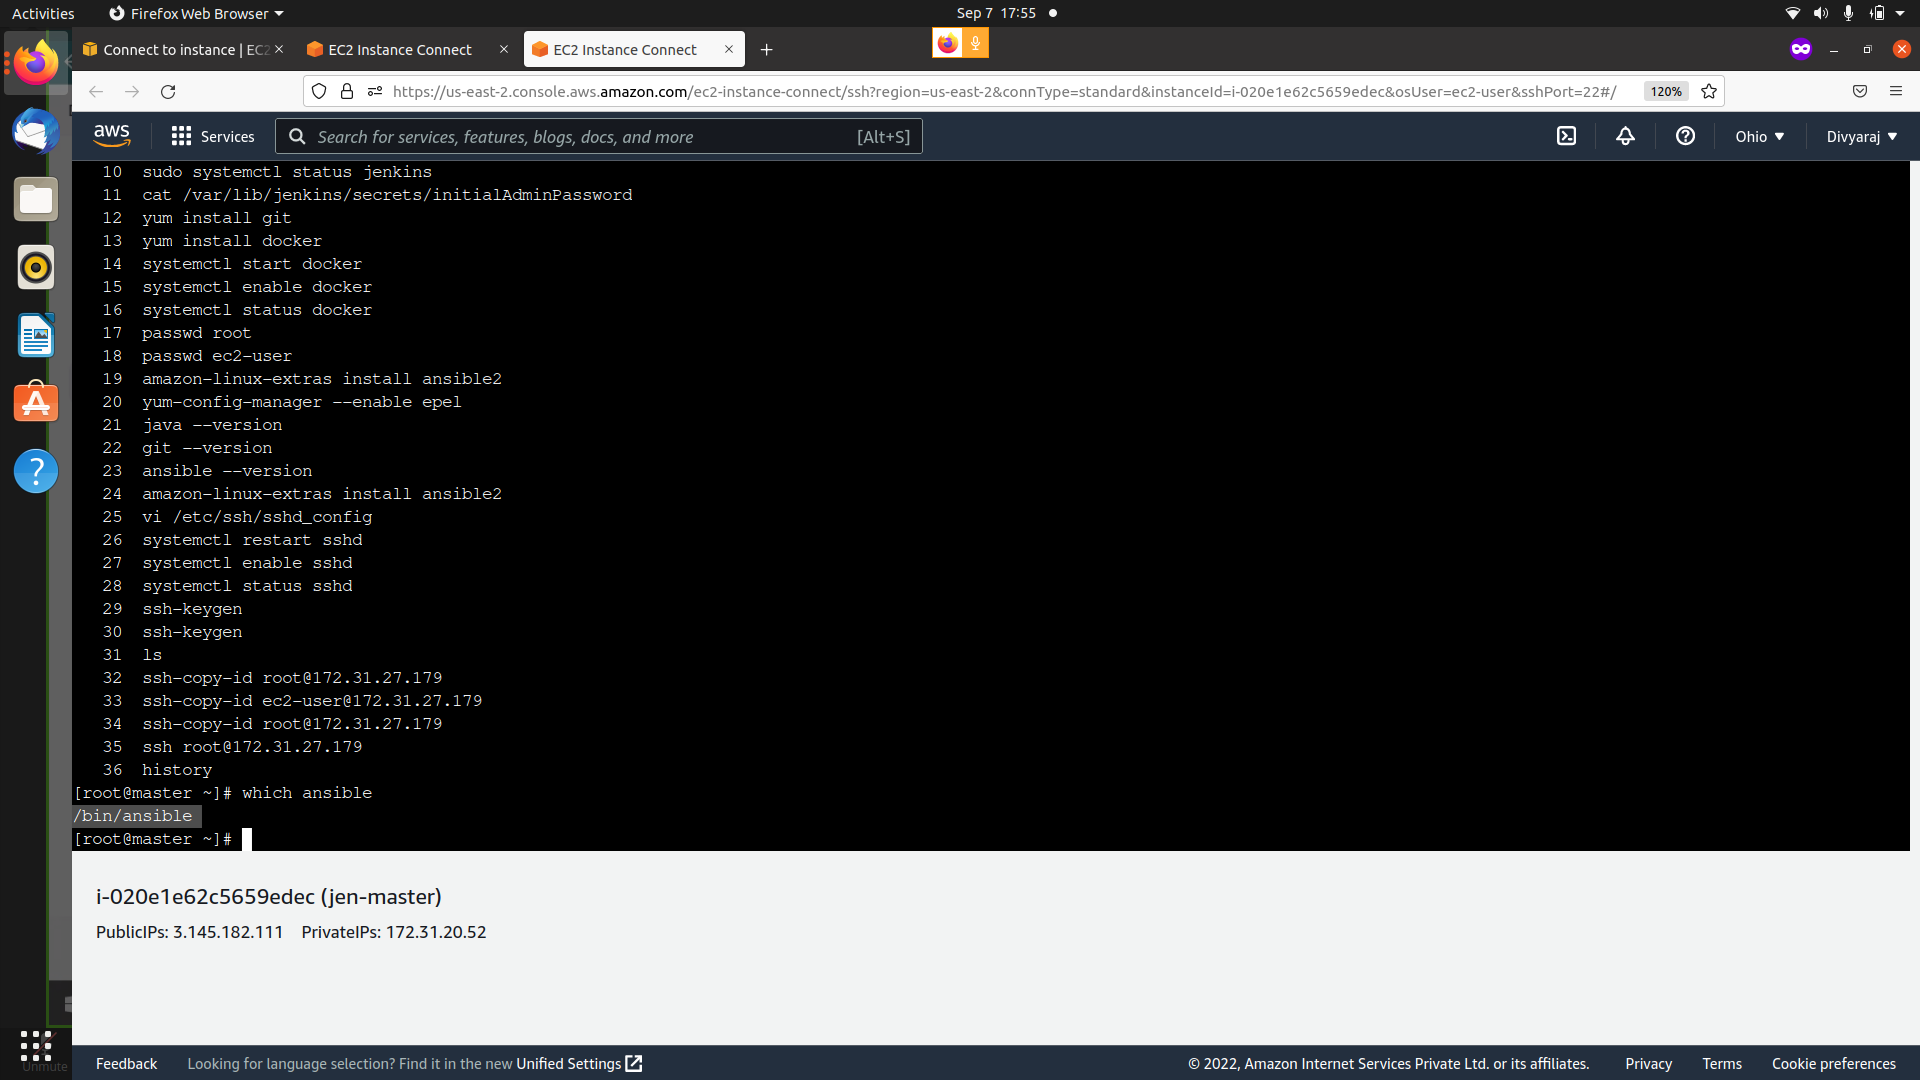 Activities
Firefox Web Browser
Sep 7 17:55
Connect to instance | EC2
EC2 Instance Connect
EC2 Instance Connect
https://us-east-2.console.aws.amazon.com/ec2-instance-connect/ssh?region=us-east-2&connType=standard&instanceId=i-020e1e62c5659edec&osUser=ec2-user&sshPort=22#/
120%
aws
Services
Search for services, features, blogs, docs, and more
[Alt+S]
Ohio
Divyaraj
10 sudo systemctl status jenkins
11 cat /var/lib/jenkins/secrets/initialAdminPassword
12 yum install git
13 yum install docker
14 systemctl start docker
15 systemctl enable docker
16 systemctl status docker
17 passwd root
18 passwd ec2-user
19 amazon-linux-extras install ansible2
20 yum-config-manager --enable epel
21 java --version
22 git --version
23 ansible --version
24 amazon-linux-extras install ansible2
25 vi /etc/ssh/sshd_config
26 systemctl restart sshd
27 systemctl enable sshd
28 systemctl status sshd
29 ssh-keygen
30 ssh-keygen
31 ls
32 ssh-copy-id root@172.31.27.179
33 ssh-copy-id ec2-user@172.31.27.179
34 ssh-copy-id root@172.31.27.179
35 ssh root@172.31.27.179
36 history
[root@master ~]# which ansible
/bin/ansible
[root@master ~]#
i-020e1e62c5659edec (jen-master)
PublicIPs: 3.145.182.111 PrivateIPs: 172.31.20.52
Unmute
Feedback
Looking for language selection? Find it in the new Unified Settings
© 2022, Amazon Internet Services Private Ltd. or its affiliates.
Privacy
Terms
Cookie preferences